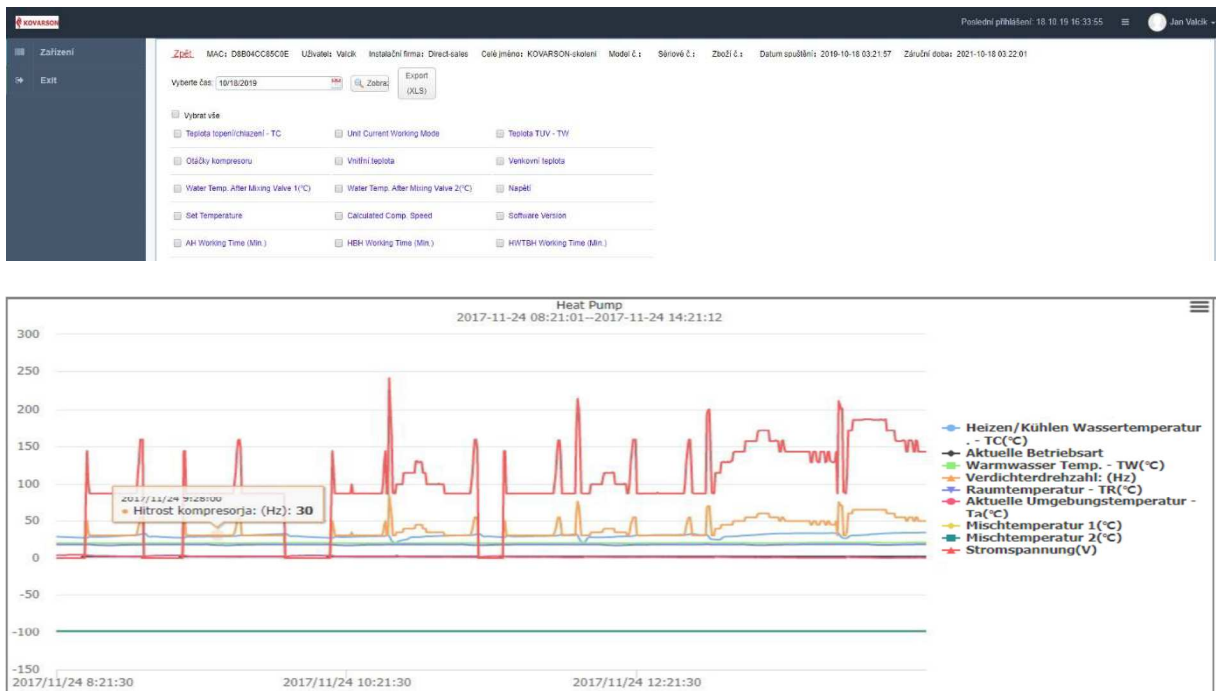 KOVARSON
Poslední přihlášení: 18.10.19 16:33:55
Jan Valcik
Zařízení
Exit
Zpět MAC: D8B04CC85C0E Uživatel: Valcik Instalační firma: Direct-sales Celé jméno: KOVARSON-skoleni Model č.: Sériové č.: Zboží č.: Datum spuštění: 2019-10-18 03:21:57 Záruční doba: 2021-10-18 03:22:01
Vyberte čas: 10/18/2019 Zobraz Export
(XLS)
Vybrat vše
Teplota topení/chlazení - TC Unit Current Working Mode Teplota TUV - TW
Otáčky kompresoru Vnitřní teplota Venkovní teplota
Water Temp. After Mixing Valve 1(℃) Water Temp. After Mixing Valve 2(℃) Napětí
Set Temperature Calculated Comp. Speed Software Version
AH Working Time (Min.) HBH Working Time (Min.) HWTBH Working Time (Min.)
Heat Pump
2017-11-24 08:21:01--2017-11-24 14:21:12
300
250
200
150
100
50
0
-50
-100
-150
2017/11/24 9:28:00
Hitrost kompresorja: (Hz): 30
2017/11/24 8:21:30 2017/11/24 10:21:30 2017/11/24 12:21:30
Heizen/Kühlen Wassertemperatur
. - TC(℃)
Aktuelle Betriebsart
Warmwasser Temp. - TW(℃)
Verdichterdrehzahl: (Hz)
Raumtemperatur - TR(℃)
Aktuelle Umgebungstemperatur -
Ta(℃)
Mischtemperatur 1(℃)
Mischtemperatur 2(℃)
Stromspannung(V)